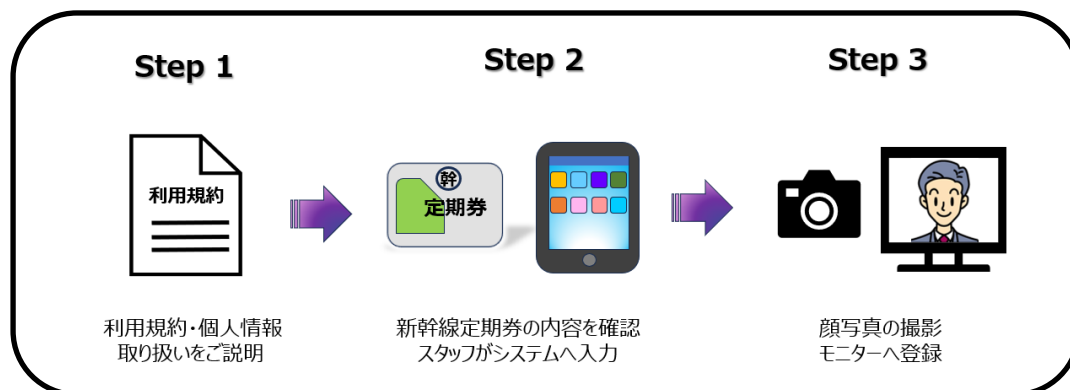 Step 1
Step 2
Step 3
利用規約
幹
定期券
利用規約・個人情報
取り扱いをご説明
新幹線定期券の内容を確認
スタッフがシステムへ入力
顔写真の撮影
モニターへ登録